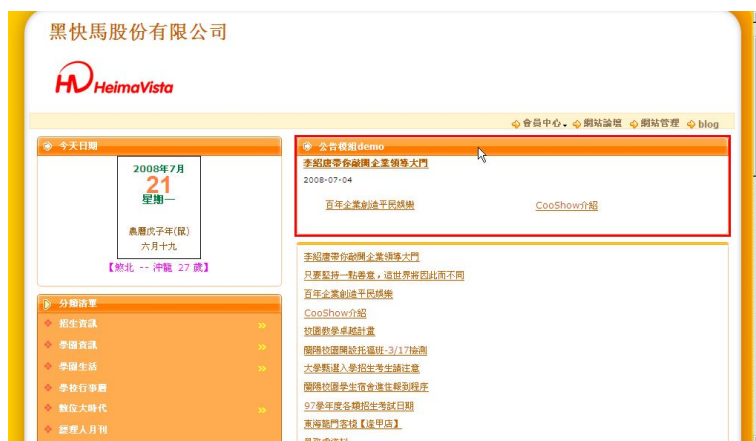 黑快馬股份有限公司
HeimaVista
會員中心 網站論壇 網站管理 blog
今天日期
2008年7月
21
星期一
農曆戊子年(鼠)
六月十九
【煞北 -- 沖龍 27 歲】
分類清單
招生資訊
學園資訊
學園生活
學校行事曆
數位大時代
經理人月刊
公告模組demo
李紹唐帶你敲開企業領導大門
2008-07-04
百年企業創造平民娛樂 CooShow介紹
李紹唐帶你敲開企業領導大門
只要堅持一點善意，這世界將因此而不同
百年企業創造平民娛樂
CooShow介紹
校園教學卓越計畫
蘭陽校園開設托福班-3/17檢測
大學甄選入學招生考生請注意
蘭陽校園學生宿舍進住報到程序
97學年度各類招生考試日期
東海龍門客棧【逢甲店】